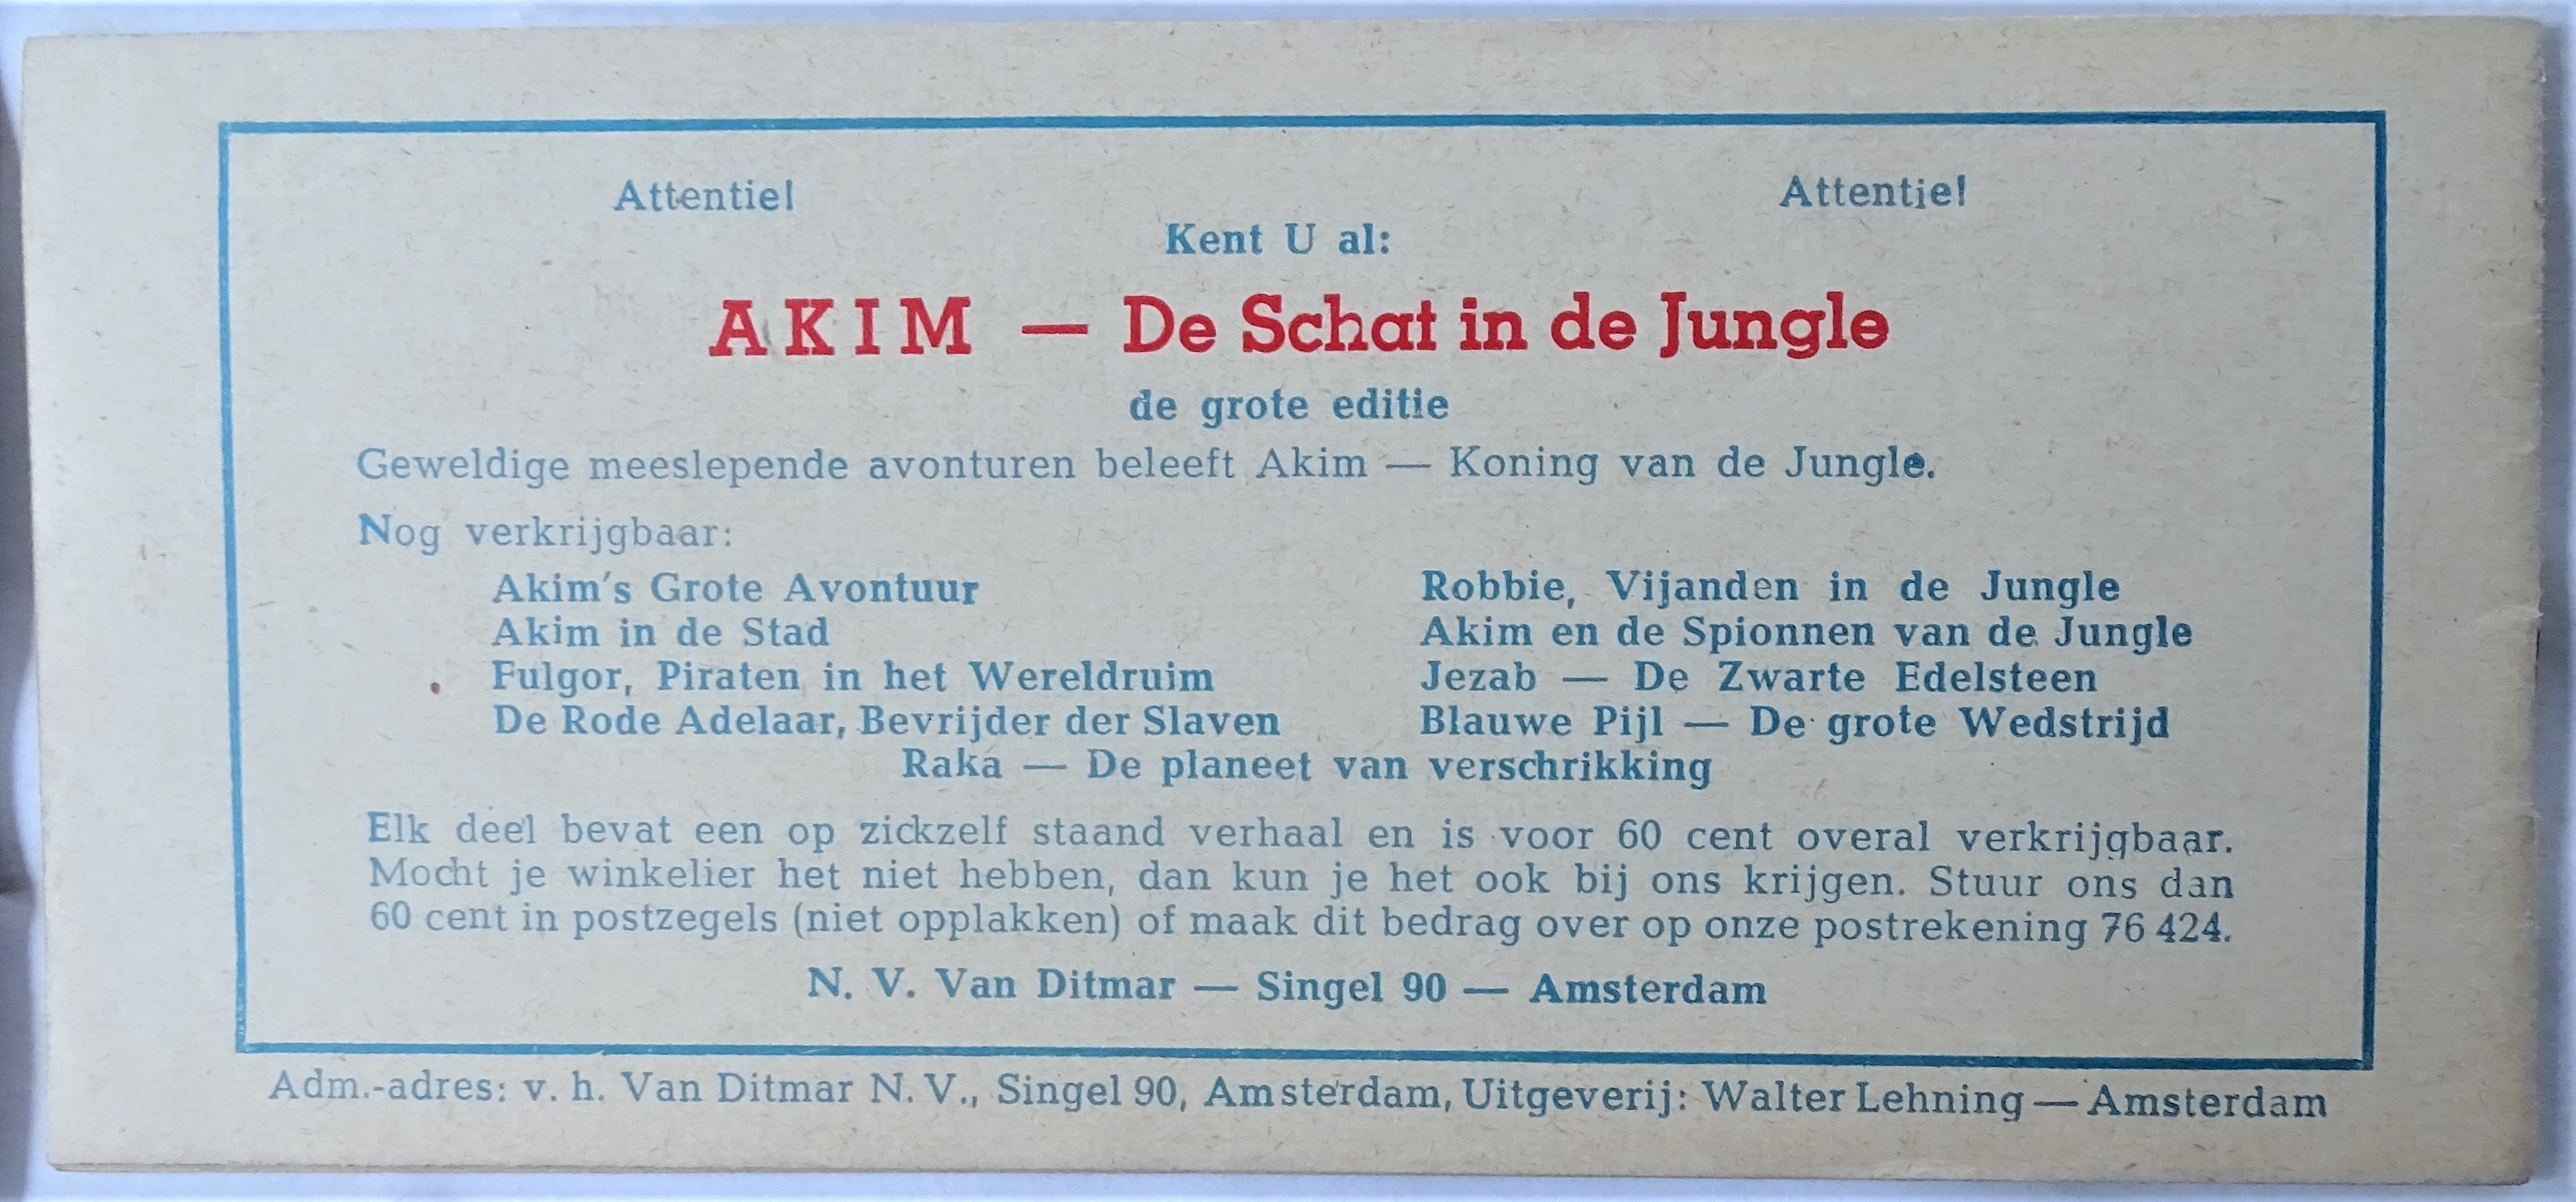 Attentie! Attentie!
Kent U al:
AKIM — De Schat in de Jungle
de grote editie
Geweldige meeslepende avonturen beleeft Akim — Koning van de Jungle.
Nog verkrijgbaar:
Akim's Grote Avontuur
Akim in de Stad
Fulgor, Piraten in het Wereldruim
De Rode Adelaar, Bevrijder der Slaven
Robbie, Vijanden in de Jungle
Akim en de Spionnen van de Jungle
Jezab — De Zwarte Edelsteen
Blauwe Pijl — De grote Wedstrijd
Raka — De planeet van verschrikking
Elk deel bevat een op zickzelf staand verhaal en is voor 60 cent overal verkrijgbaar.
Mocht je winkelier het niet hebben, dan kun je het ook bij ons krijgen. Stuur ons dan
60 cent in postzegels (niet opplakken) of maak dit bedrag over op onze postrekening 76 424.
N. V. Van Ditmar — Singel 90 — Amsterdam
Adm.-adres: v. h. Van Ditmar N. V., Singel 90, Amsterdam, Uitgeverij: Walter Lehning — Amsterdam